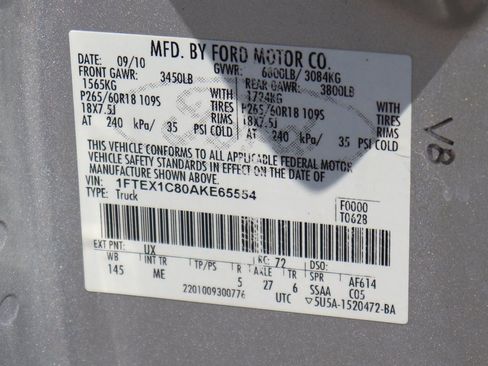 MFD. BY FORD MOTOR CO.
DATE: 09/10 GVWR: 6800LB/ 3084KG
FRONT GAWR: 3450LB REAR GAWR: 3800LB
1565KG WITH 1724KG WITH
P265/60R18 109S TIRES P265/60R18 109S TIRES
18X7.5J RIMS 18X7.5J RIMS
AT 240 kPa/ 35 PSI COLD AT 240 kPa/ 35 PSI COLD
THIS VEHICLE CONFORMS TO ALL APPLICABLE FEDERAL MOTOR
VEHICLE SAFETY STANDARDS IN EFFECT ON THE DATE OF
MANUFACTURE SHOWN ABOVE.
VIN: 1FTEX1C80AKE65554
TYPE: Truck
F0000
T0628
EXT PNT: UX RC: 72 DSO:
WB INT TR TP/PS R AXLE TR SPR AF614
145 ME 5 27 6 SSAA C05
2201009300776 UTC ▽5U5A-1520472-BA
V8